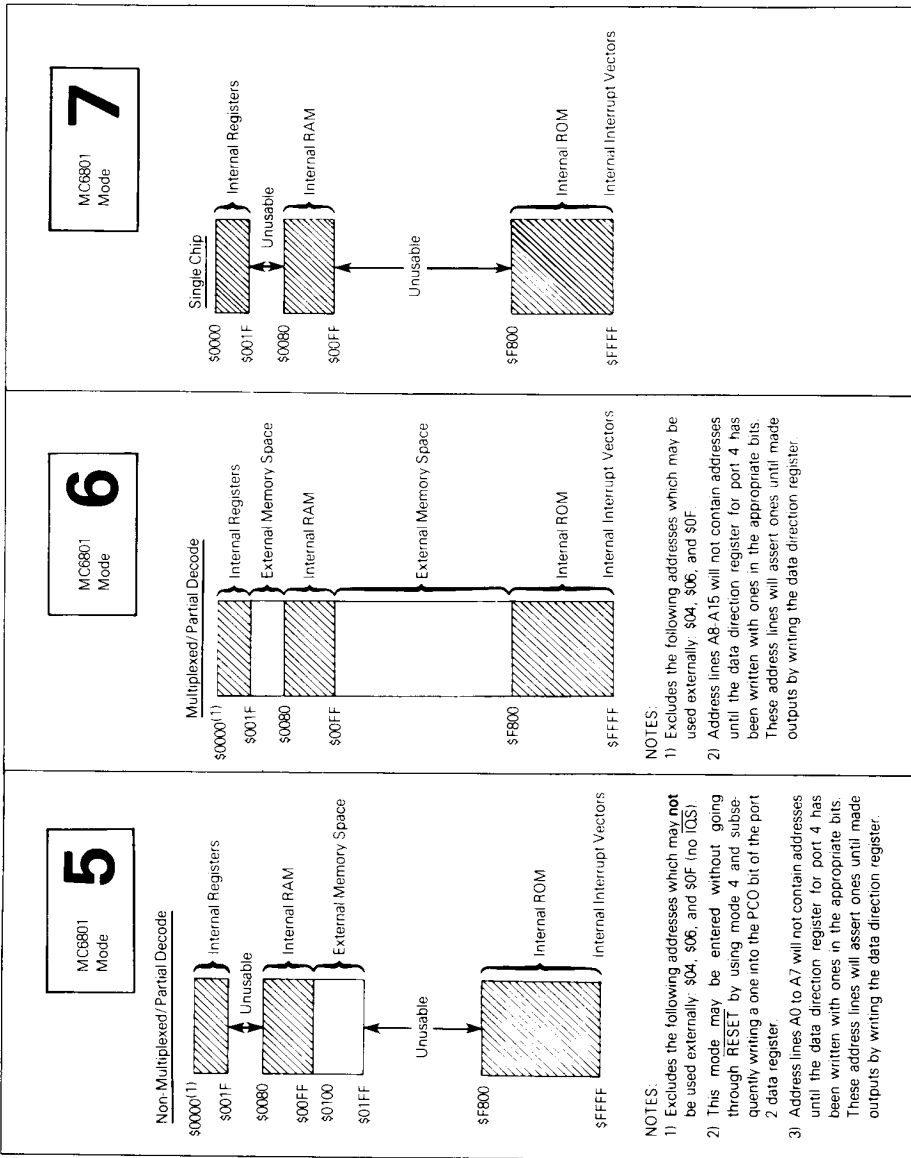 MC6801
Mode
5
Non-Multiplexed/Partial Decode
$0000(1)
Internal Registers
$001F
Unusable
$0080
Internal RAM
$00FF
$0100
External Memory Space
$01FF
Unusable
$F800
Internal ROM
$FFFF
Internal Interrupt Vectors
NOTES:
1) Excludes the following addresses which may not
be used externally: $04, $06, and $0F (no IOS).
2) This mode may be entered without going
through RESET by using mode 4 and subse-
quently writing a one into the PCO bit of the port
2 data register.
3) Address lines A0 to A7 will not contain addresses
until the data direction register for port 4 has
been written with ones in the appropriate bits.
These address lines will assert ones until made
outputs by writing the data direction register.
MC6801
Mode
6
Multiplexed/Partial Decode
$0000(1)
Internal Registers
$001F
External Memory Space
$0080
Internal RAM
$00FF
External Memory Space
$F800
Internal ROM
$FFFF
Internal Interrupt Vectors
NOTES:
1) Excludes the following addresses which may be
used externally: $04, $06, and $0F.
2) Address lines A8-A15 will not contain addresses
until the data direction register for port 4 has
been written with ones in the appropriate bits.
These address lines will assert ones until made
outputs by writing the data direction register.
MC6801
Mode
7
Single Chip
$0000
Internal Registers
$001F
Unusable
$0080
Internal RAM
$00FF
Unusable
$F800
Internal ROM
$FFFF
Internal Interrupt Vectors